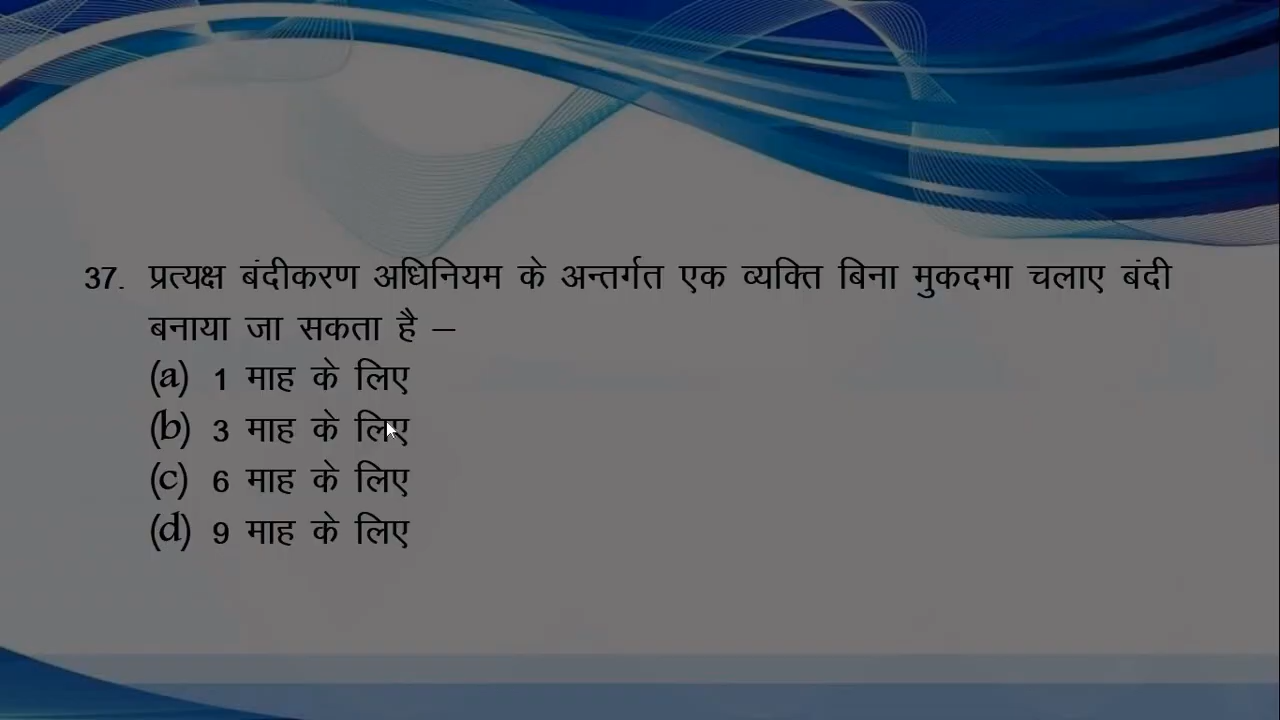 37. प्रत्यक्ष बंदीकरण अधिनियम के अन्तर्गत एक व्यक्ति बिना मुकदमा चलाए बंदी
बनाया जा सकता है –
(a) 1 माह के लिए
(b) 3 माह के लिए
(c) 6 माह के लिए
(d) 9 माह के लिए